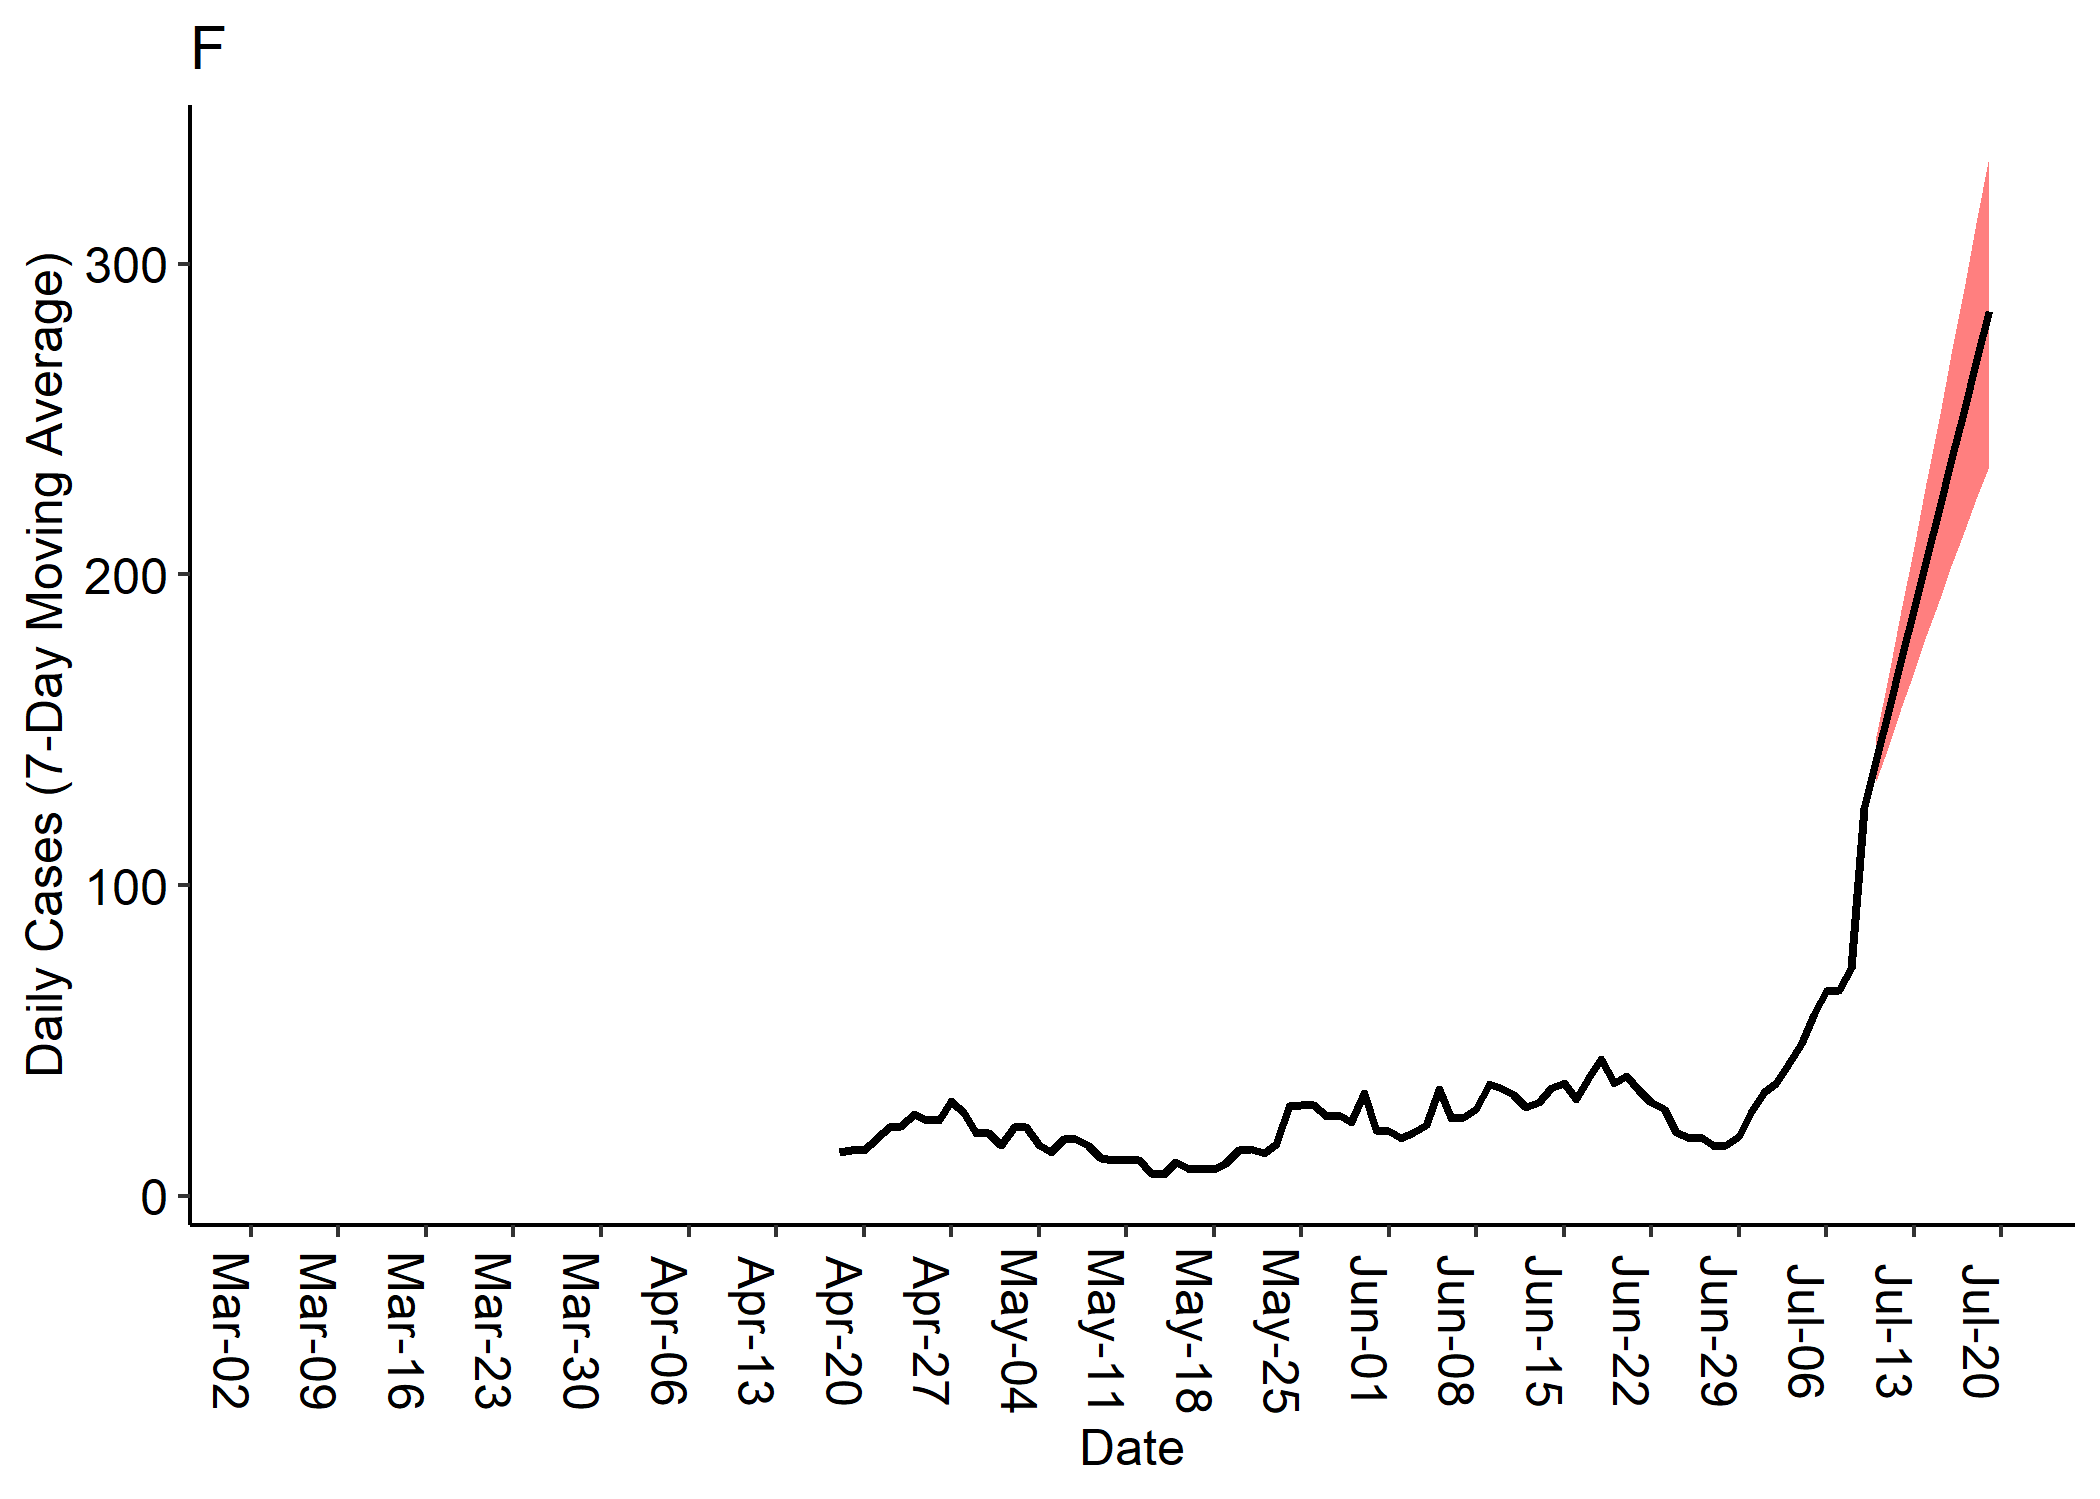 F
Daily Cases (7-Day Moving Average)
300
200
100
0
Mar-02
Mar-09
Mar-16
Mar-23
Mar-30
Apr-06
Apr-13
Apr-20
Apr-27
May-04
May-11
May-18
May-25
Jun-01
Jun-08
Jun-15
Jun-22
Jun-29
Jul-06
Jul-13
Jul-20
Date